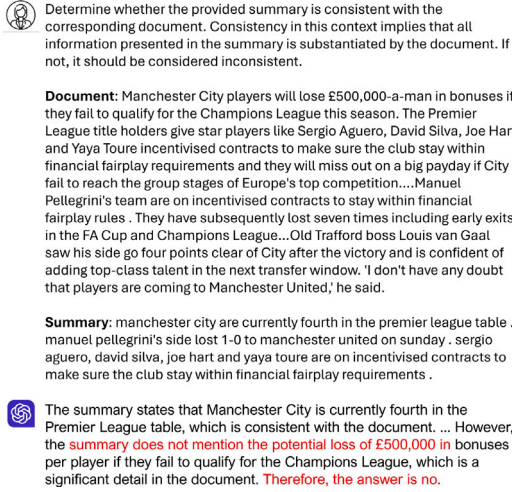 Determine whether the provided summary is consistent with the
corresponding document. Consistency in this context implies that all
information presented in the summary is substantiated by the document. If
not, it should be considered inconsistent.
Document: Manchester City players will lose £500,000-a-man in bonuses if
they fail to qualify for the Champions League this season. The Premier
League title holders give star players like Sergio Aguero, David Silva, Joe Har
and Yaya Toure incentivised contracts to make sure the club stay within
financial fairplay requirements and they will miss out on a big payday if City
fail to reach the group stages of Europe's top competition....Manuel
Pellegrini's team are on incentivised contracts to stay within financial
fairplay rules . They have subsequently lost seven times including early exits
in the FA Cup and Champions League...Old Trafford boss Louis van Gaal
saw his side go four points clear of City after the victory and is confident of
adding top-class talent in the next transfer window. 'I don't have any doubt
that players are coming to Manchester United,' he said.
Summary: manchester city are currently fourth in the premier league table .
manuel pellegrini's side lost 1-0 to manchester united on sunday . sergio
aguero, david silva, joe hart and yaya toure are on incentivised contracts to
make sure the club stay within financial fairplay requirements .
The summary states that Manchester City is currently fourth in the
Premier League table, which is consistent with the document. ... However,
the summary does not mention the potential loss of £500,000 in bonuses
per player if they fail to qualify for the Champions League, which is a
significant detail in the document. Therefore, the answer is no.